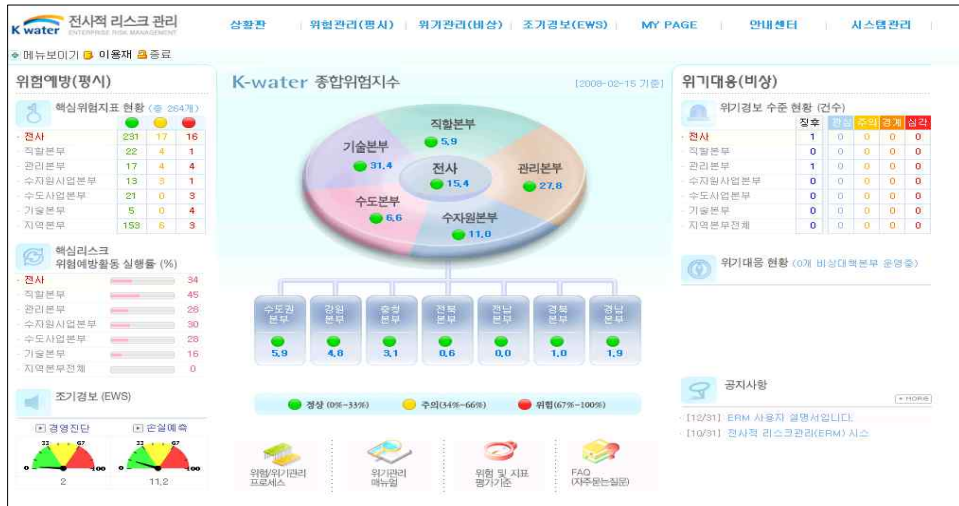 K water 전사적 리스크 관리
ENTERPRISE RISK MANAGEMENT
상황판 위험관리(평시) 위기관리(비상) 조기경보(EWS) MY PAGE 안내센터 시스템관리
메뉴보이기 이용재 종료
위험예방(평시)
핵심위험지표 현황 (총 264개)
전사 231 17 16
직할본부 22 4 1
관리본부 17 4 4
수자원사업본부 13 3 1
수도사업본부 21 0 3
기술본부 5 0 4
지역본부 153 6 3
핵심리스크
위험예방활동 실행률 (%)
전사 34
직할본부 45
관리본부 26
수자원사업본부 30
수도사업본부 28
기술본부 16
지역본부전체 0
조기경보 (EWS)
경영진단 손실예측
33 67 33 67
0 100 0 100
2 11,2
K-water 종합위험지수 [2008-02-15 기준]
직할본부
5,9
기술본부
31,4
전사
15,4
관리본부
27,8
수도본부
6,6
수자원본부
11,0
수도권본부 강원본부 충청본부 전북본부 전남본부 경북본부 경남본부
5,9 4,8 3,1 0,6 0,0 1,0 1,9
정상 (0%~33%) 주의(34%~66%) 위험(67%~100%)
위험/위기관리 프로세스
위기관리 매뉴얼
위험 및 지표 평가기준
FAQ (자주묻는질문)
위기대응(비상)
위기경보 수준 현황 (건수)
징후 관심 주의 경계 심각
전사 1 0 0 0 0
직할본부 0 0 0 0 0
관리본부 1 0 0 0 0
수자원사업본부 0 0 0 0 0
수도사업본부 0 0 0 0 0
기술본부 0 0 0 0 0
지역본부전체 0 0 0 0 0
위기대응 현황 (0개 비상대책본부 운영중)
공지사항
+ MORE
[12/31] ERM 사용자 설명서입니다.
[10/31] 전사적 리스크관리(ERM) 시스